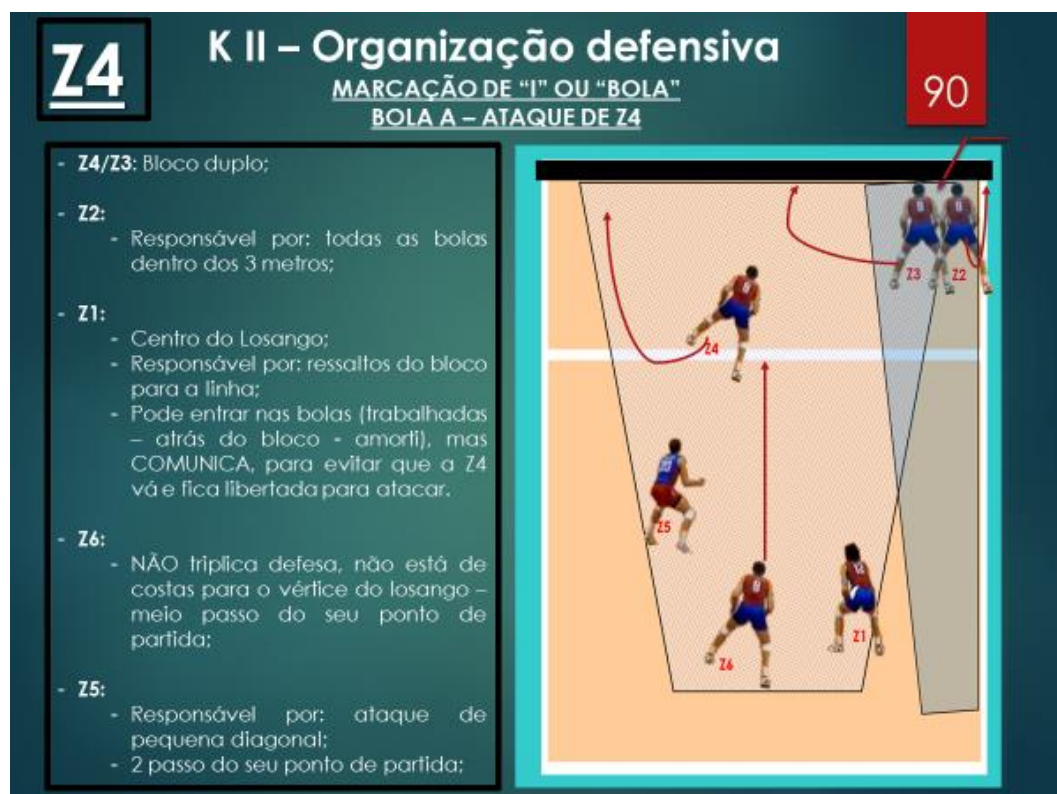 Z4
K II – Organização defensiva
MARCAÇÃO DE “I” OU “BOLA”
BOLA A – ATAQUE DE Z4
90
- Z4/Z3: Bloco duplo;
- Z2:
- Responsável por: todas as bolas
dentro dos 3 metros;
- Z1:
- Centro do Losango;
- Responsável por: ressaltos do bloco
para a linha;
- Pode entrar nas bolas (trabalhadas
– atrás do bloco - amorti), mas
COMUNICA, para evitar que a Z4
vá e fica libertada para atacar.
- Z6:
- NÃO triplica defesa, não está de
costas para o vértice do losango –
meio passo do seu ponto de
partida;
- Z5:
- Responsável por: ataque de
pequena diagonal;
- 2 passo do seu ponto de partida;
Z3
Z2
Z4
Z5
Z6
Z1